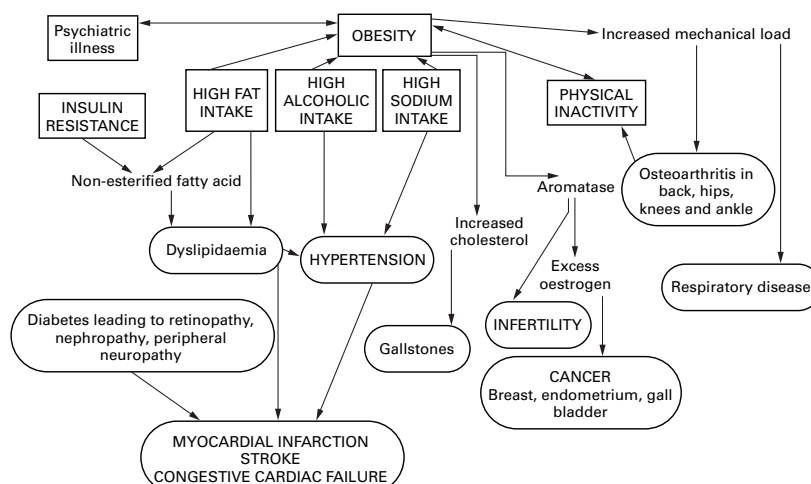 Psychiatric
illness
OBESITY
Increased mechanical load
INSULIN
RESISTANCE
HIGH FAT
INTAKE
HIGH
ALCOHOLIC
INTAKE
HIGH
SODIUM
INTAKE
PHYSICAL
INACTIVITY
Non-esterified fatty acid
Aromatase
Osteoarthritis in
back, hips,
knees and ankle
Dyslipidaemia
HYPERTENSION
Increased
cholesterol
Excess
oestrogen
Respiratory disease
Diabetes leading to retinopathy,
nephropathy, peripheral
neuropathy
Gallstones
INFERTILITY
CANCER
Breast, endometrium, gall
bladder
MYOCARDIAL INFARCTION
STROKE
CONGESTIVE CARDIAC FAILURE